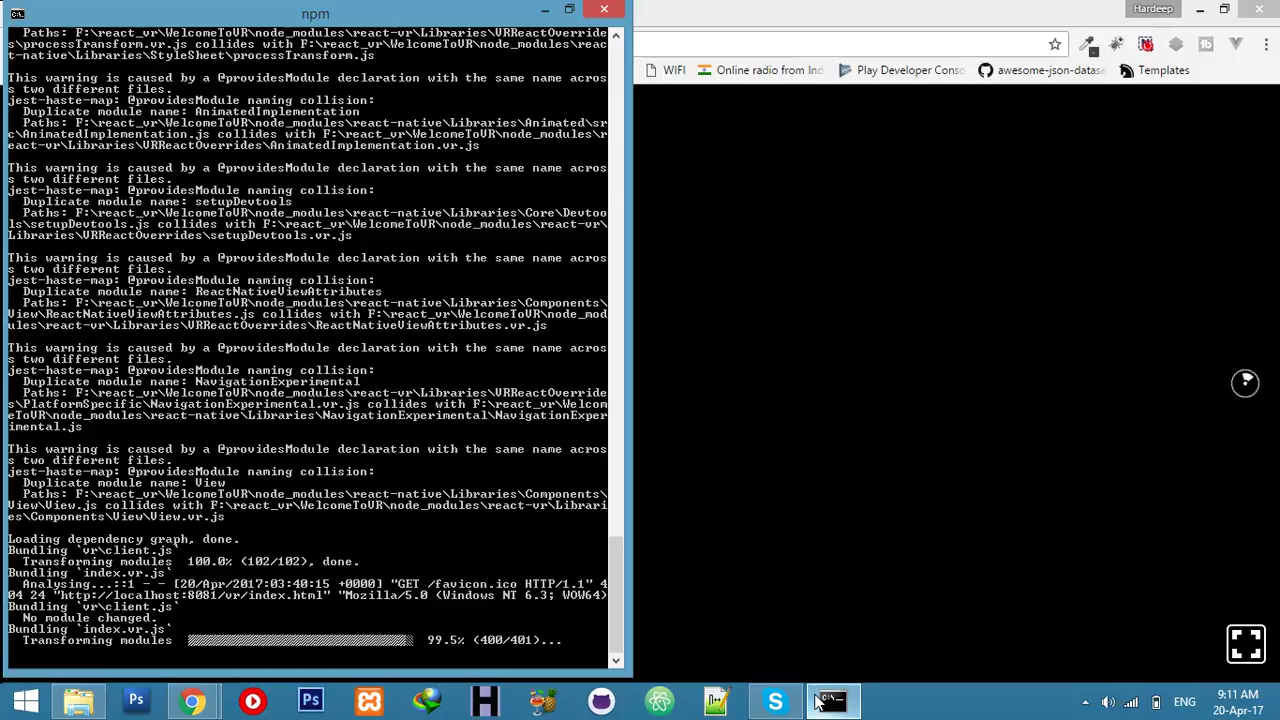 npm
Hardeep
Paths: F:\react_vr\WelcomeToVR\node_modules\react-vr\Libraries\VRReactOverride
s\processTransform.vr.js collides with F:\react_vr\WelcomeToVR\node_modules\reac
t-native\Libraries\StyleSheet\processTransform.js
This warning is caused by a @providesModule declaration with the same name acros
s two different files.
jest-haste-map: @providesModule naming collision:
Duplicate module name: AnimatedImplementation
Paths: F:\react_vr\WelcomeToVR\node_modules\react-native\Libraries\Animated\sr
c\AnimatedImplementation.js collides with F:\react_vr\WelcomeToVR\node_modules\r
eact-vr\Libraries\VRReactOverrides\AnimatedImplementation.vr.js
This warning is caused by a @providesModule declaration with the same name acros
s two different files.
jest-haste-map: @providesModule naming collision:
Duplicate module name: setupDevtools
Paths: F:\react_vr\WelcomeToVR\node_modules\react-native\Libraries\Core\Devtoo
ls\setupDevtools.js collides with F:\react_vr\WelcomeToVR\node_modules\react-vr\
Libraries\VRReactOverrides\setupDevtools.vr.js
This warning is caused by a @providesModule declaration with the same name acros
s two different files.
jest-haste-map: @providesModule naming collision:
Duplicate module name: ReactNativeViewAttributes
Paths: F:\react_vr\WelcomeToVR\node_modules\react-native\Libraries\Components\
View\ReactNativeViewAttributes.js collides with F:\react_vr\WelcomeToVR\node_mod
ules\react-vr\Libraries\VRReactOverrides\ReactNativeViewAttributes.vr.js
This warning is caused by a @providesModule declaration with the same name acros
s two different files.
jest-haste-map: @providesModule naming collision:
Duplicate module name: NavigationExperimental
Paths: F:\react_vr\WelcomeToVR\node_modules\react-vr\Libraries\VRReactOverride
s\PlatformSpecific\NavigationExperimental.vr.js collides with F:\react_vr\Welcom
eToVR\node_modules\react-native\Libraries\NavigationExperimental\NavigationExper
imental.js
This warning is caused by a @providesModule declaration with the same name acros
s two different files.
jest-haste-map: @providesModule naming collision:
Duplicate module name: View
Paths: F:\react_vr\WelcomeToVR\node_modules\react-native\Libraries\Components\
View\View.js collides with F:\react_vr\WelcomeToVR\node_modules\react-vr\Librari
es\Components\View\View.vr.js
Loading dependency graph, done.
Bundling `vr\client.js`
Transforming modules 100.0% (102/102), done.
Bundling `index.vr.js`
Analysing...::1 - - [20/Apr/2017:03:40:15 +0000] "GET /favicon.ico HTTP/1.1" 4
04 24 "http://localhost:8081/vr/index.html" "Mozilla/5.0 (Windows NT 6.3; WOW64)
Bundling `vr\client.js`
No module changed.
Bundling `index.vr.js`
Transforming modules 99.5% (400/401)...
WIFI Online radio from Ind Play Developer Conso awesome-json-datase Templates
ENG
9:11 AM
20-Apr-17